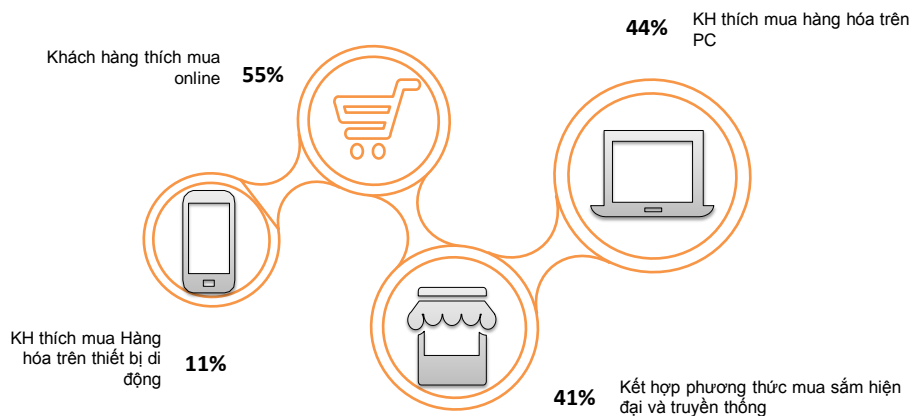 44%
KH thích mua hàng hóa trên
PC
Khách hàng thích mua
online
55%
KH thích mua Hàng
hóa trên thiết bị di
động
11%
41%
Kết hợp phương thức mua sắm hiện
đại và truyền thống